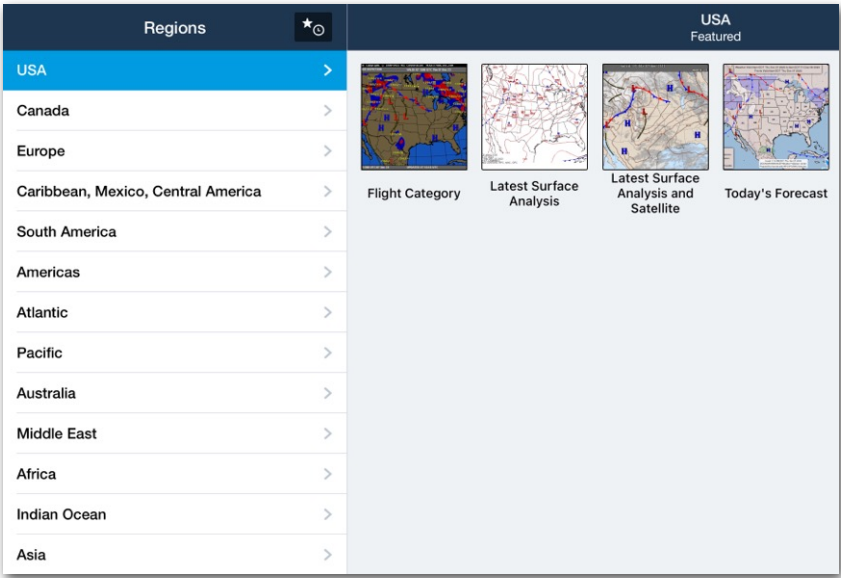 Regions
USA
Featured
USA
Canada
Europe
Caribbean, Mexico, Central America
South America
Americas
Atlantic
Pacific
Australia
Middle East
Africa
Indian Ocean
Asia
Flight Category
Latest Surface
Analysis
Latest Surface
Analysis and
Satellite
Today's Forecast